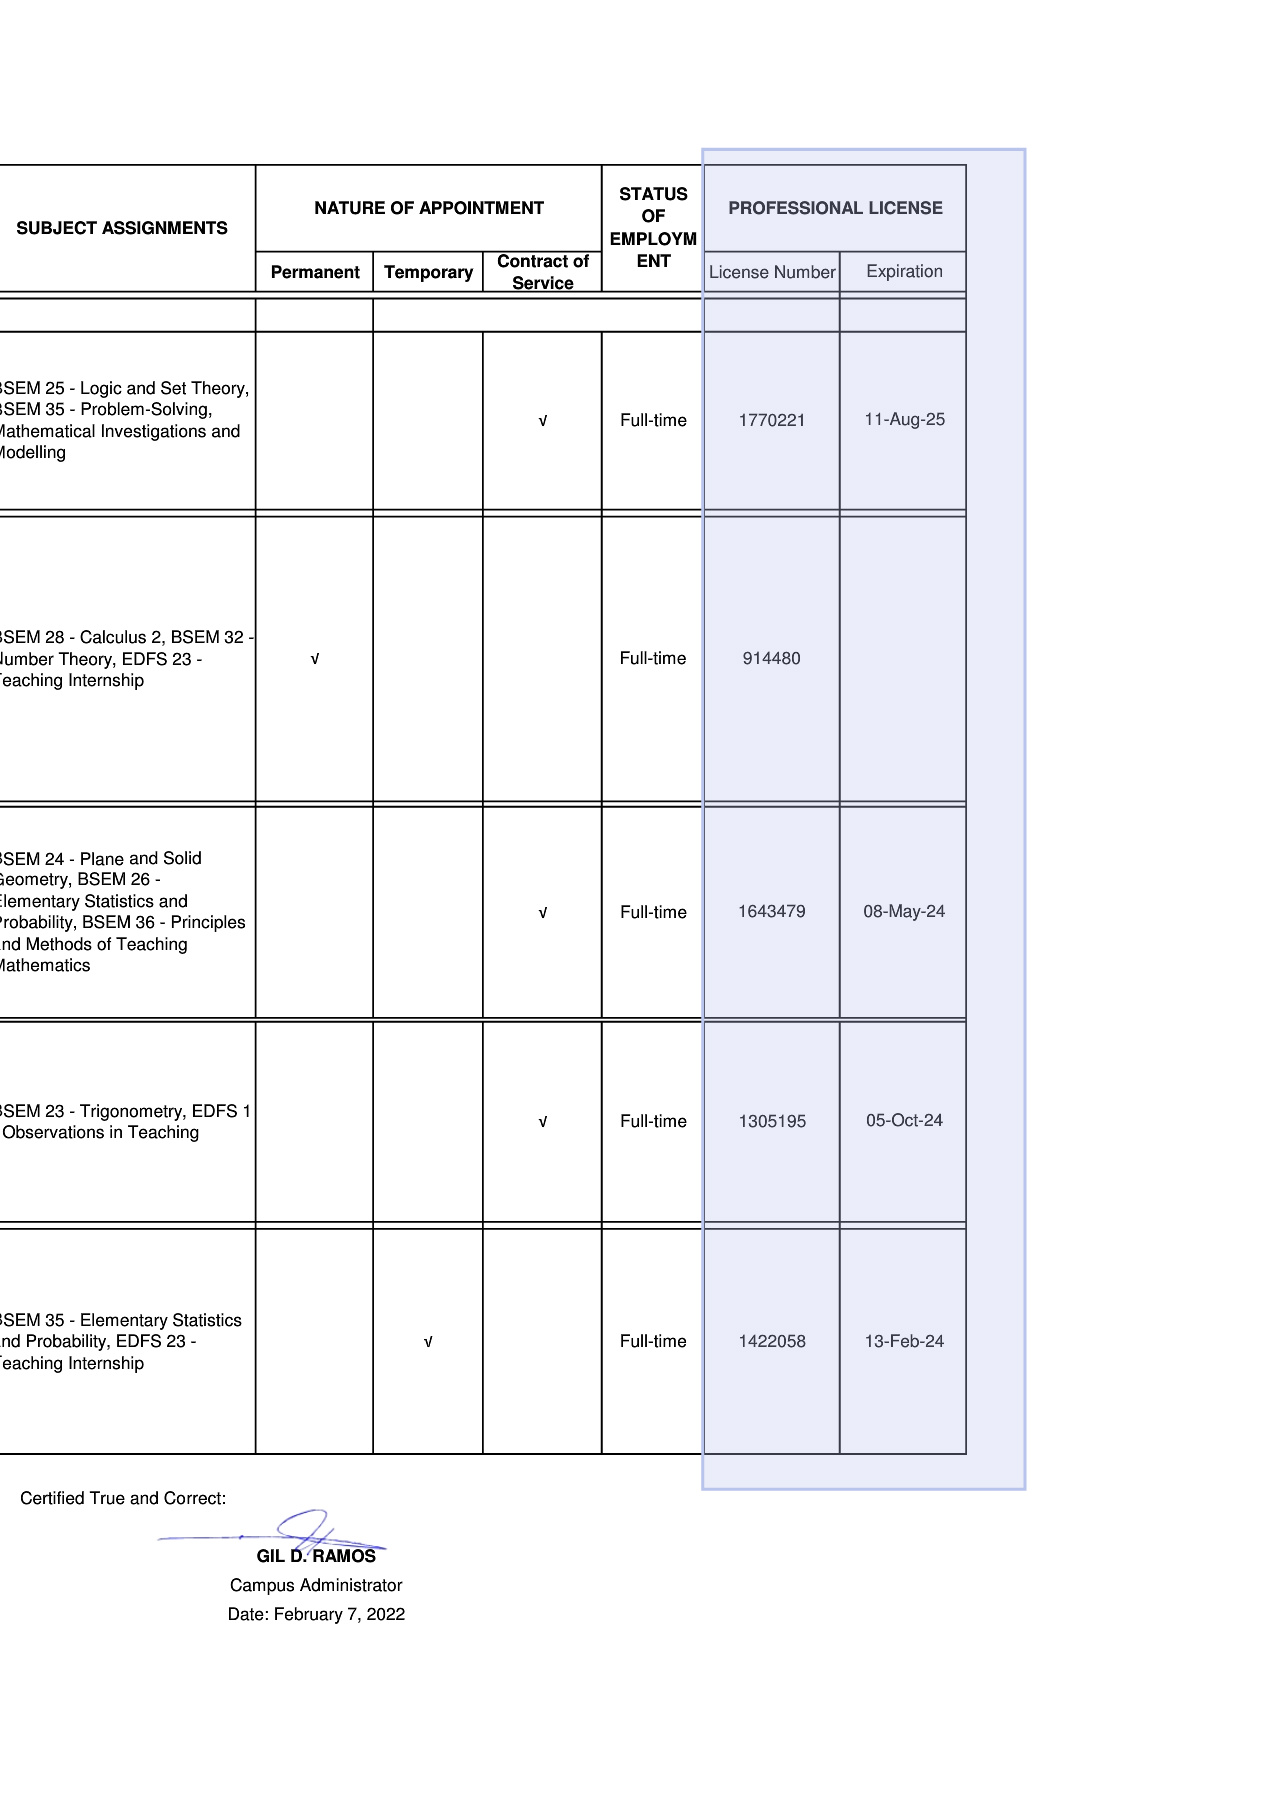 SUBJECT ASSIGNMENTS
NATURE OF APPOINTMENT
STATUS
OF
EMPLOYM
ENT
PROFESSIONAL LICENSE
Permanent
Temporary
Contract of
Service
License Number
Expiration
BSEM 25 - Logic and Set Theory,
BSEM 35 - Problem-Solving,
Mathematical Investigations and
Modelling
√
Full-time
1770221
11-Aug-25
BSEM 28 - Calculus 2, BSEM 32 -
Number Theory, EDFS 23 -
Teaching Internship
√
Full-time
914480
BSEM 24 - Plane and Solid
Geometry, BSEM 26 -
Elementary Statistics and
Probability, BSEM 36 - Principles
and Methods of Teaching
Mathematics
√
Full-time
1643479
08-May-24
BSEM 23 - Trigonometry, EDFS 1
Observations in Teaching
√
Full-time
1305195
05-Oct-24
BSEM 35 - Elementary Statistics
and Probability, EDFS 23 -
Teaching Internship
√
Full-time
1422058
13-Feb-24
Certified True and Correct:
GIL D. RAMOS
Campus Administrator
Date: February 7, 2022